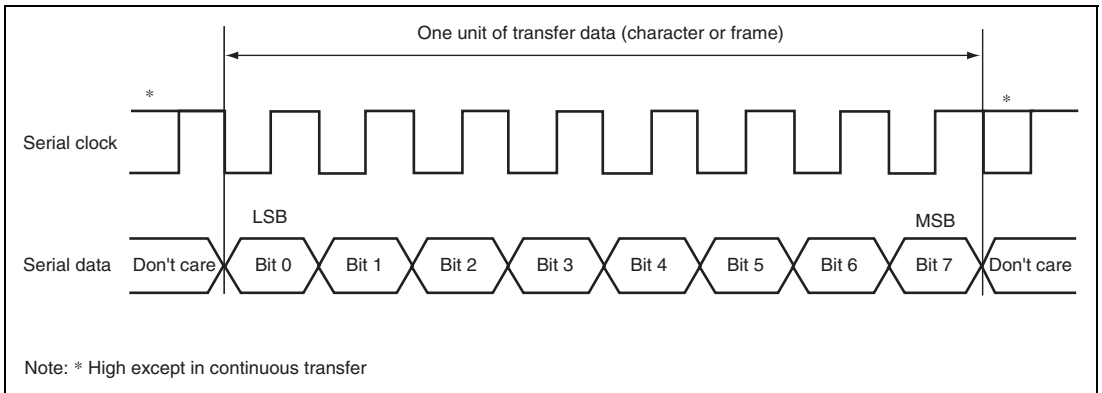 One unit of transfer data (character or frame)
*
*
Serial clock
LSB
MSB
Serial data
Don't care
Bit 0
Bit 1
Bit 2
Bit 3
Bit 4
Bit 5
Bit 6
Bit 7
Don't care
Note: * High except in continuous transfer